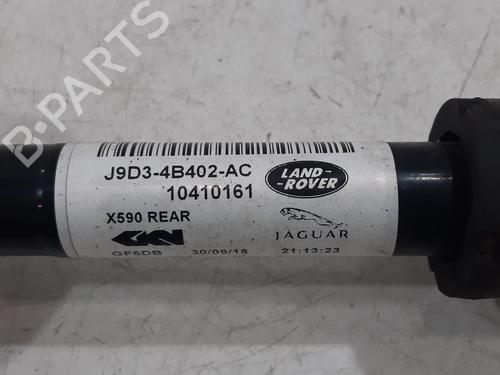 B-PARTS
J9D3-4B402-AC
10410161
LAND-
-ROVER
X590 REAR
GKN
JAGUAR
GF6DB 30/09/18 21:13:23